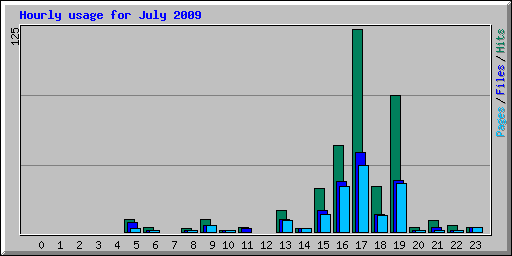 Hourly usage for July 2009
125
Pages/Files/Hits
0 1 2 3 4 5 6 7 8 9 10 11 12 13 14 15 16 17 18 19 20 21 22 23